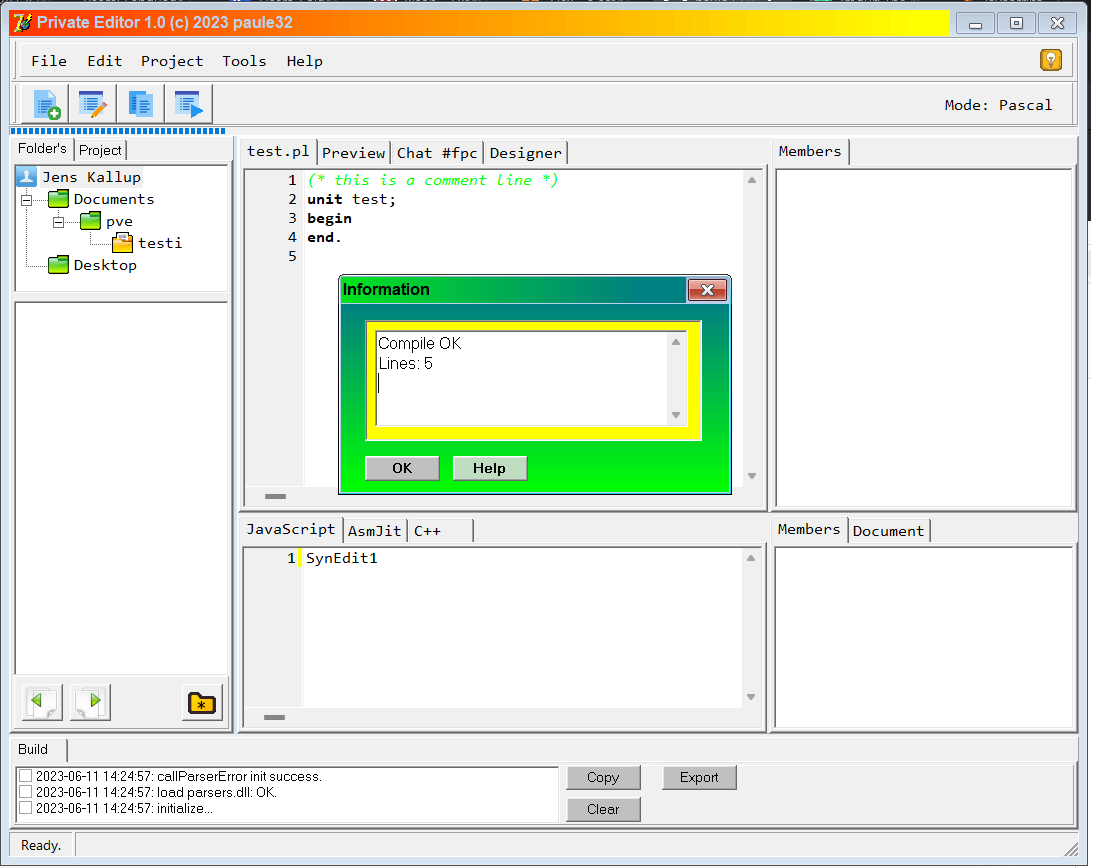 Private Editor 1.0 (c) 2023 paule32
File Edit Project Tools Help
Mode: Pascal
Folder's Project
Jens Kallup
Documents
pve
testi
Desktop
test.pl Preview Chat #fpc Designer
1 (* this is a comment line *)
2 unit test;
3 begin
4 end.
5
Members
Information
Compile OK
Lines: 5
OK Help
JavaScript AsmJit C++
1 SynEdit1
Members Document
Build
2023-06-11 14:24:57: callParserError init success.
2023-06-11 14:24:57: load parsers.dll: OK.
2023-06-11 14:24:57: initialize...
Copy Export
Clear
Ready.